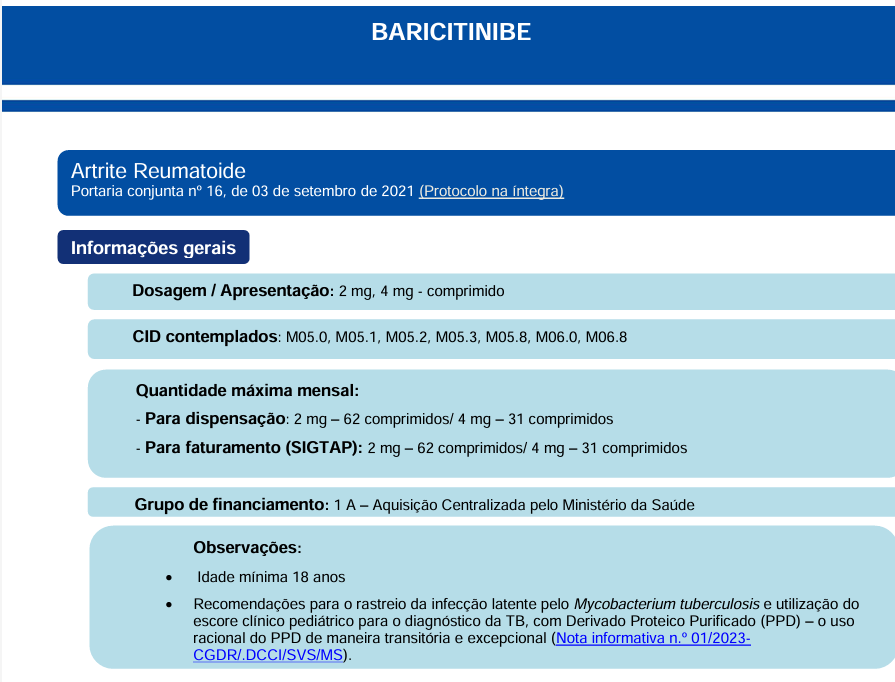 BARICITINIBE
Artrite Reumatoide
Portaria conjunta nº 16, de 03 de setembro de 2021 (Protocolo na íntegra)
Informações gerais
Dosagem / Apresentação: 2 mg, 4 mg - comprimido
CID contemplados: M05.0, M05.1, M05.2, M05.3, M05.8, M06.0, M06.8
Quantidade máxima mensal:
- Para dispensação: 2 mg – 62 comprimidos/ 4 mg – 31 comprimidos
- Para faturamento (SIGTAP): 2 mg – 62 comprimidos/ 4 mg – 31 comprimidos
Grupo de financiamento: 1 A – Aquisição Centralizada pelo Ministério da Saúde
Observações:
• Idade mínima 18 anos
• Recomendações para o rastreio da infecção latente pelo Mycobacterium tuberculosis e utilização do
escore clínico pediátrico para o diagnóstico da TB, com Derivado Proteico Purificado (PPD) – o uso
racional do PPD de maneira transitória e excepcional (Nota informativa n.º 01/2023-
CGDR/.DCCI/SVS/MS).